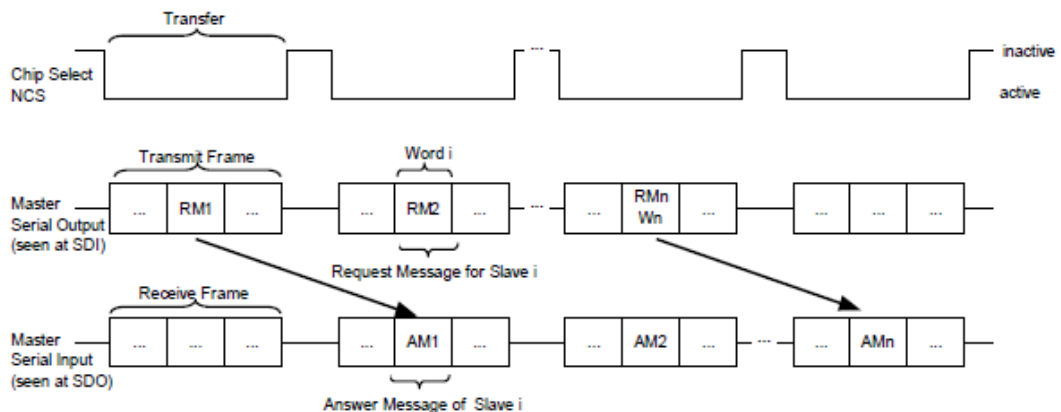 Transfer
... inactive
Chip Select
NCS
active
Transmit Frame Word i
Master
Serial Output
(seen at SDI)
... RM1 ... ... RM2 ... ... ... RMn
Wn ... ... ... ...
Request Message for Slave i
Receive Frame
Master
Serial Input
(seen at SDO)
... ... ... ... AM1 ... ... AM2 ... ... ... AMn ...
Answer Message of Slave i